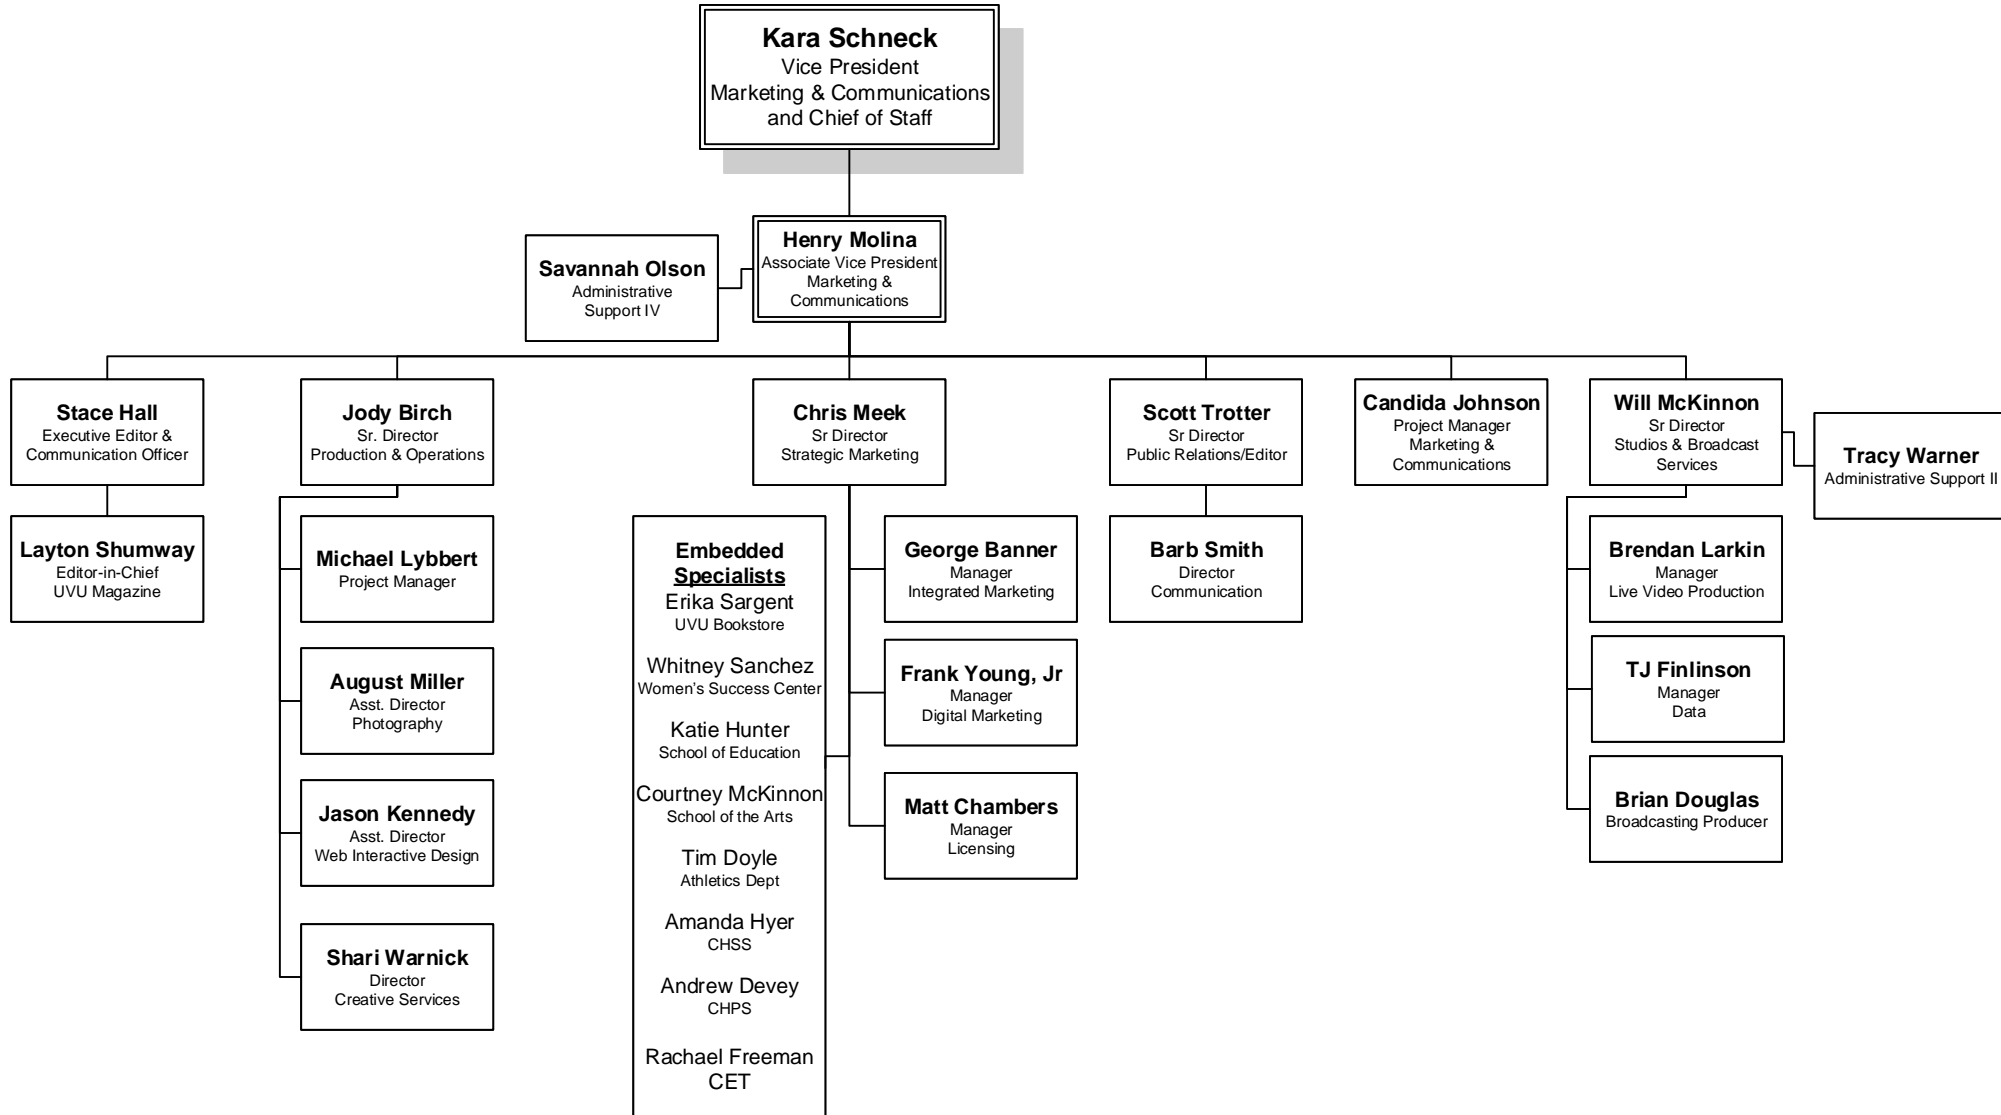 Kara Schneck
Vice President
Marketing & Communications
and Chief of Staff
Henry Molina
Associate Vice President
Marketing &
Communications
Savannah Olson
Administrative
Support IV
Stace Hall
Executive Editor &
Communication Officer
Jody Birch
Sr. Director
Production & Operations
Chris Meek
Sr Director
Strategic Marketing
Scott Trotter
Sr Director
Public Relations/Editor
Candida Johnson
Project Manager
Marketing &
Communications
Will McKinnon
Sr Director
Studios & Broadcast
Services
Tracy Warner
Administrative Support II
Layton Shumway
Editor-in-Chief
UVU Magazine
Michael Lybbert
Project Manager
August Miller
Asst. Director
Photography
Jason Kennedy
Asst. Director
Web Interactive Design
Shari Warnick
Director
Creative Services
Embedded
Specialists
Erika Sargent
UVU Bookstore
Whitney Sanchez
Women’s Success Center
Katie Hunter
School of Education
Courtney McKinnon
School of the Arts
Tim Doyle
Athletics Dept
Amanda Hyer
CHSS
Andrew Devey
CHPS
Rachael Freeman
CET
George Banner
Manager
Integrated Marketing
Frank Young, Jr
Manager
Digital Marketing
Matt Chambers
Manager
Licensing
Barb Smith
Director
Communication
Brendan Larkin
Manager
Live Video Production
TJ Finlinson
Manager
Data
Brian Douglas
Broadcasting Producer